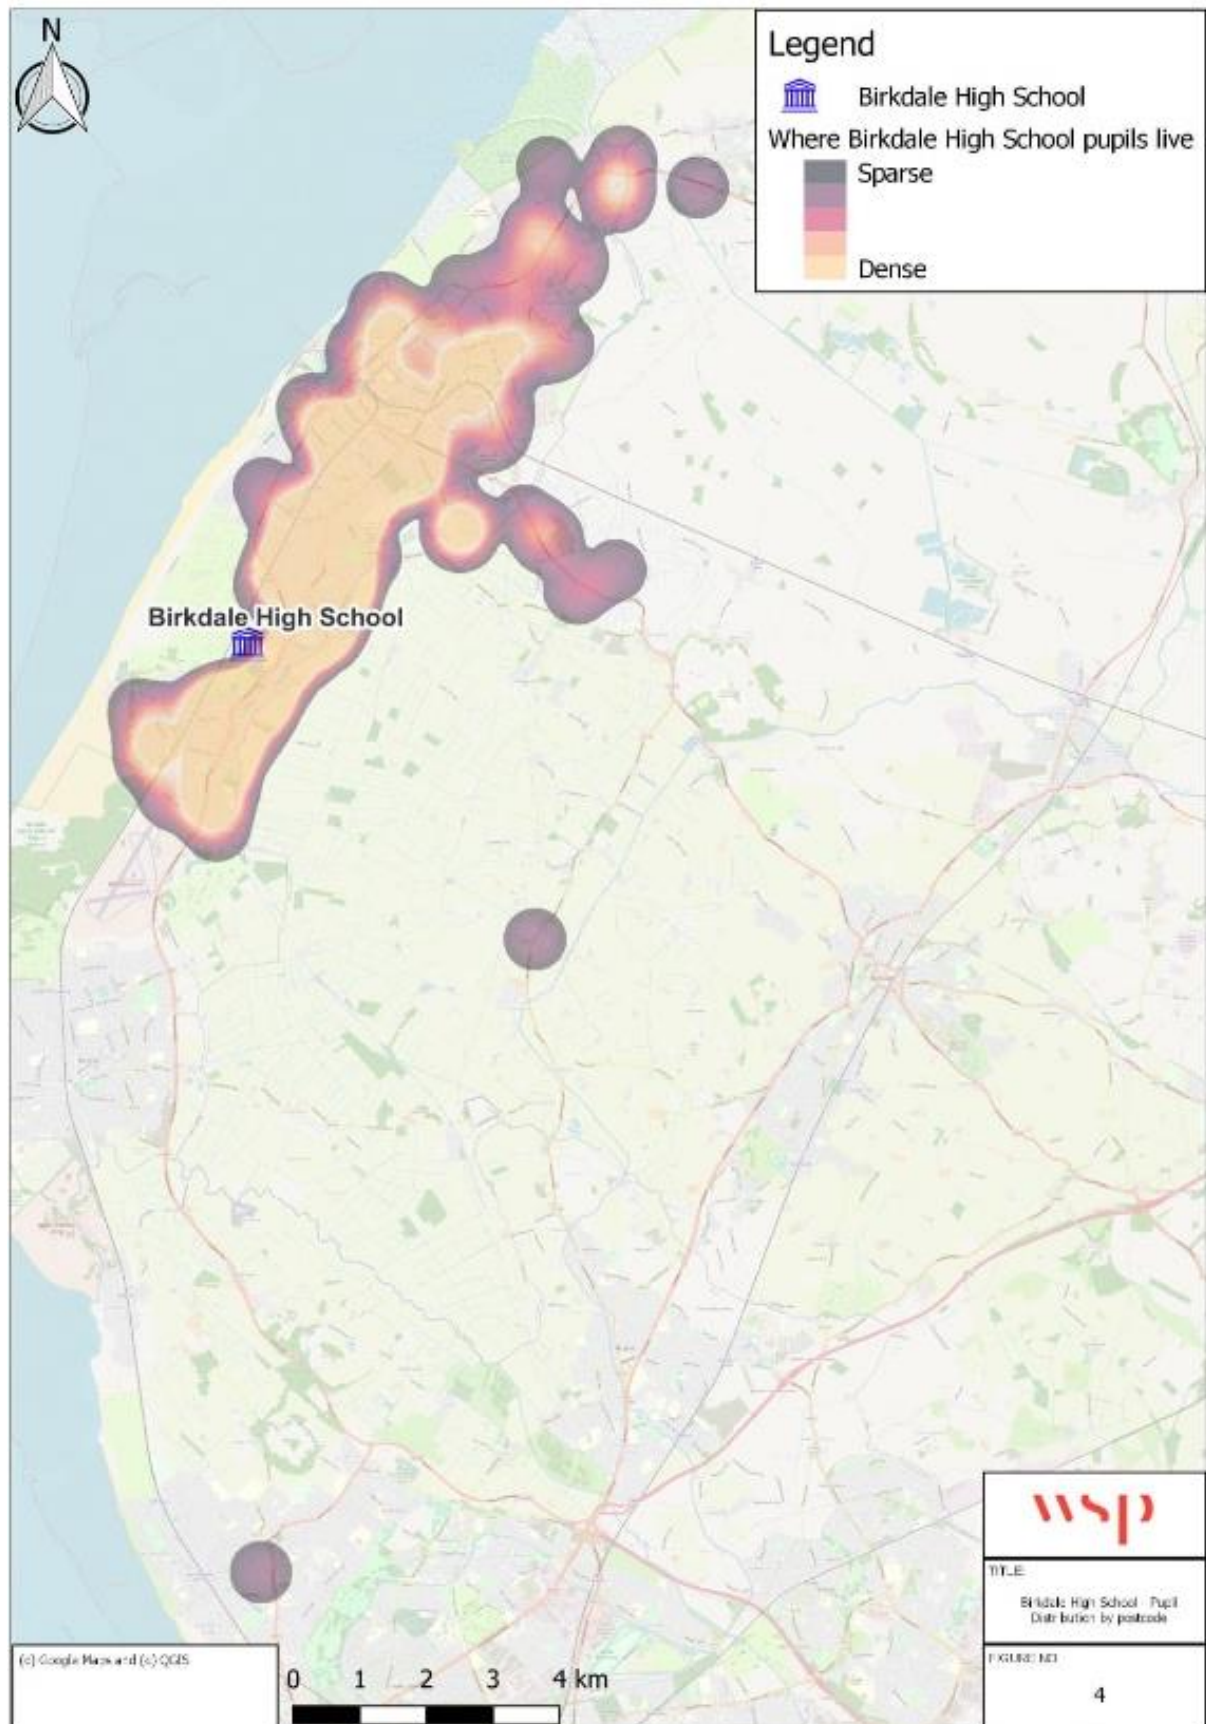 N
Legend
Birkdale High School
Where Birkdale High School pupils live
Sparse
Dense
Birkdale High School
wsp
TITLE
Birkdale High School - Pupil
Distribution by postcode
(c) Google Maps and (c) QGIS
FIGURE NO
4
0 1 2 3 4 km